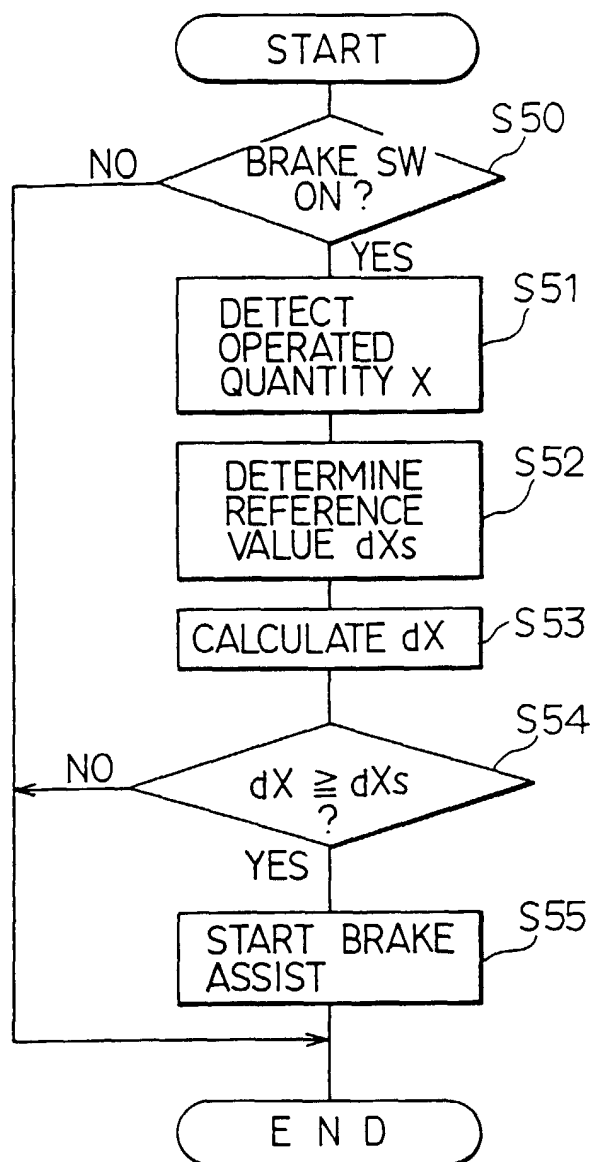 START
S50
NO
BRAKE SW
ON ?
YES
S51
DETECT
OPERATED
QUANTITY X
S52
DETERMINE
REFERENCE
VALUE dXs
S53
CALCULATE dX
S54
NO
dX ≧ dXs
?
YES
S55
START BRAKE
ASSIST
E N D